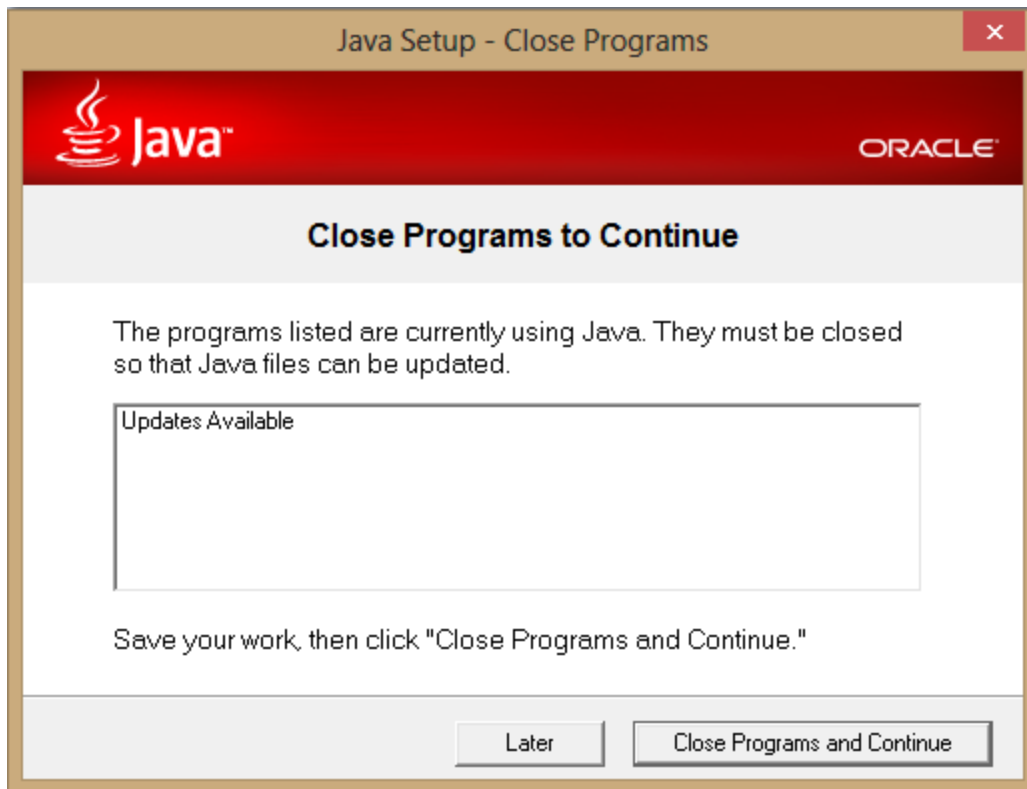 Java Setup - Close Programs
Java™
ORACLE
Close Programs to Continue
The programs listed are currently using Java. They must be closed
so that Java files can be updated.
Updates Available
Save your work, then click "Close Programs and Continue."
Later
Close Programs and Continue